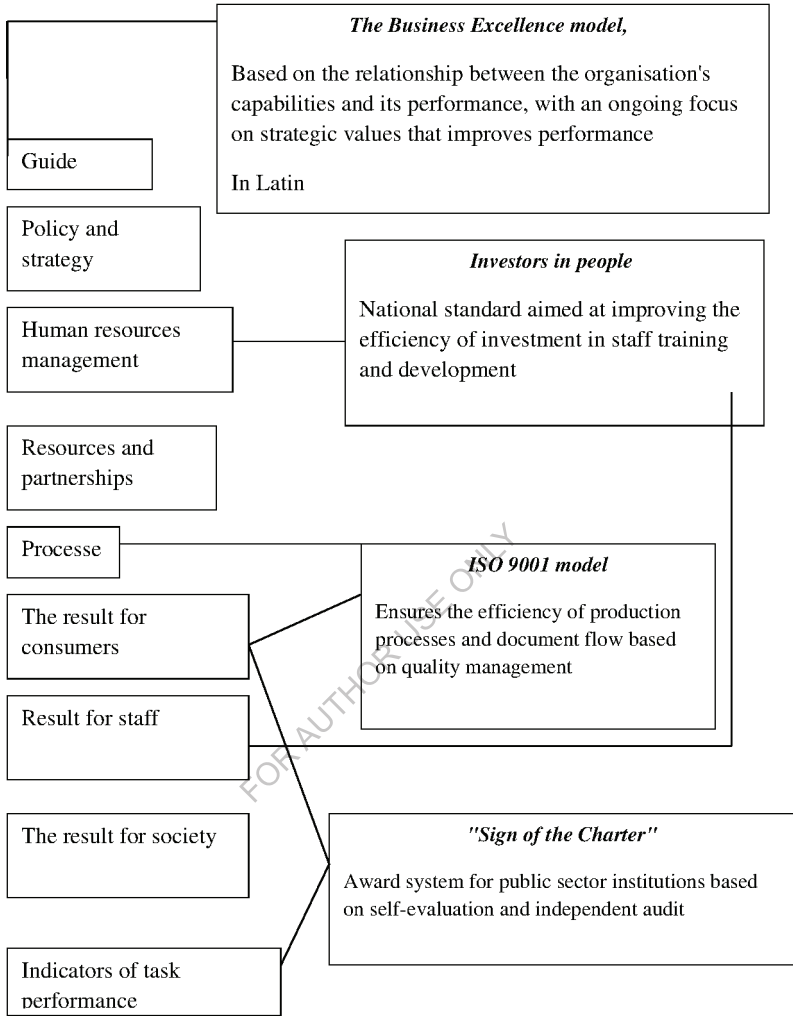 The Business Excellence model,
Based on the relationship between the organisation's
capabilities and its performance, with an ongoing focus
on strategic values that improves performance
In Latin
Guide
Policy and
strategy
Investors in people
National standard aimed at improving the
efficiency of investment in staff training
and development
Human resources
management
Resources and
partnerships
Processe
ISO 9001 model
Ensures the efficiency of production
processes and document flow based
on quality management
The result for
consumers
Result for staff
FOR AUTHOR USE ONLY
The result for society
"Sign of the Charter"
Award system for public sector institutions based
on self-evaluation and independent audit
Indicators of task
performance